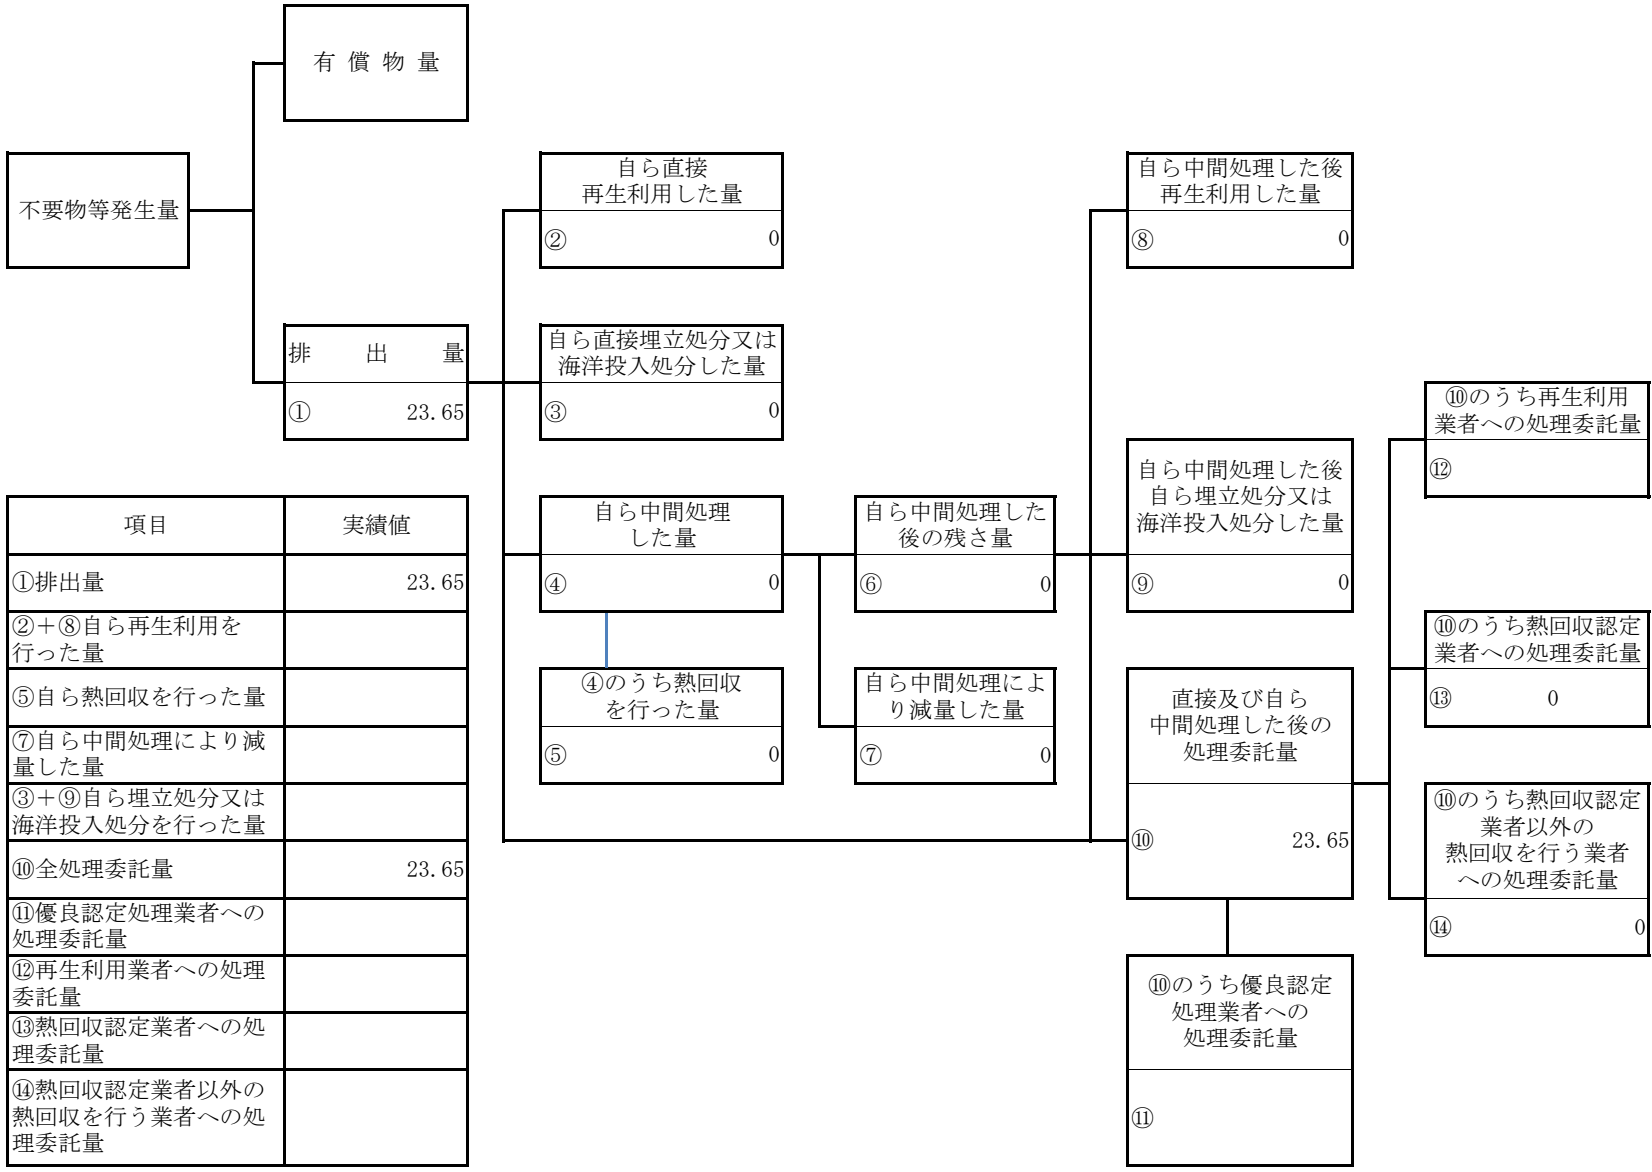 有 償 物 量
不要物等発生量
排 出 量
① 23.65
自ら直接
再生利用した量
② 0
自ら直接埋立処分又は
海洋投入処分した量
③ 0
自ら中間処理
した量
④ 0
④のうち熱回収
を行った量
⑤ 0
自ら中間処理した
後の残さ量
⑥ 0
自ら中間処理によ
り減量した量
⑦ 0
自ら中間処理した後
再生利用した量
⑧ 0
自ら中間処理した後
自ら埋立処分又は
海洋投入処分した量
⑨ 0
直接及び自ら
中間処理した後の
処理委託量
⑩ 23.65
⑩のうち優良認定
処理業者への
処理委託量
⑪
⑩のうち再生利用
業者への処理委託量
⑫
⑩のうち熱回収認定
業者への処理委託量
⑬ 0
⑩のうち熱回収認定
業者以外の
熱回収を行う業者
への処理委託量
⑭ 0
項目 実績値
①排出量 23.65
②＋⑧自ら再生利用を
行った量
⑤自ら熱回収を行った量
⑦自ら中間処理により減
量した量
③＋⑨自ら埋立処分又は
海洋投入処分を行った量
⑩全処理委託量 23.65
⑪優良認定処理業者への
処理委託量
⑫再生利用業者への処理
委託量
⑬熱回収認定業者への処
理委託量
⑭熱回収認定業者以外の
熱回収を行う業者への処
理委託量